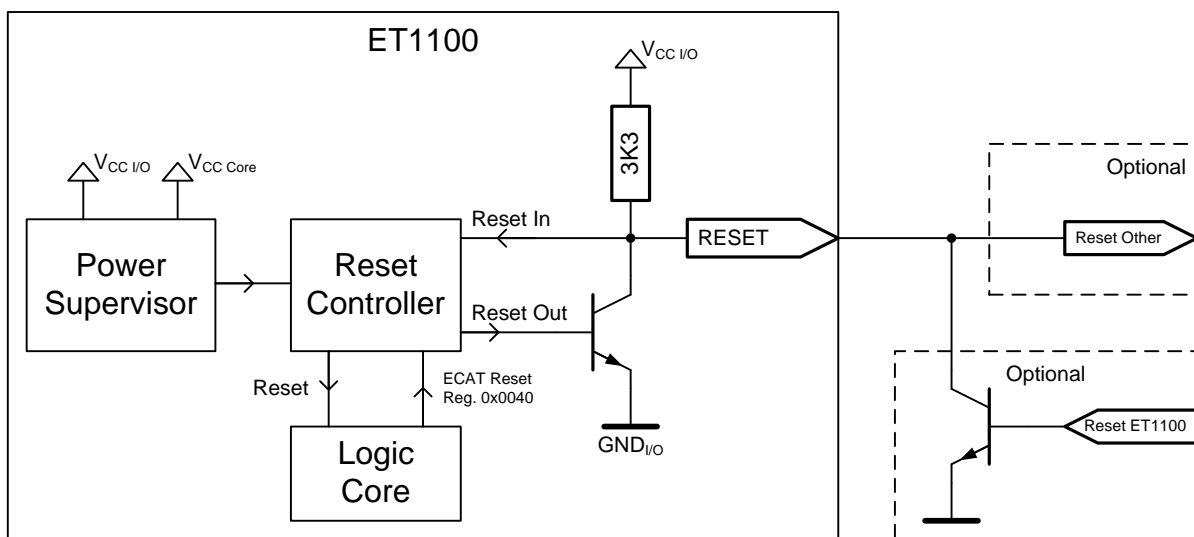 ET1100
VCC I/O
3K3
Optional
VCC I/O
VCC Core
Reset In
RESET
Reset Other
Power
Supervisor
Reset
Controller
Reset Out
Optional
Reset
ECAT Reset
Reg. 0x0040
Reset ET1100
GNDI/O
Logic
Core